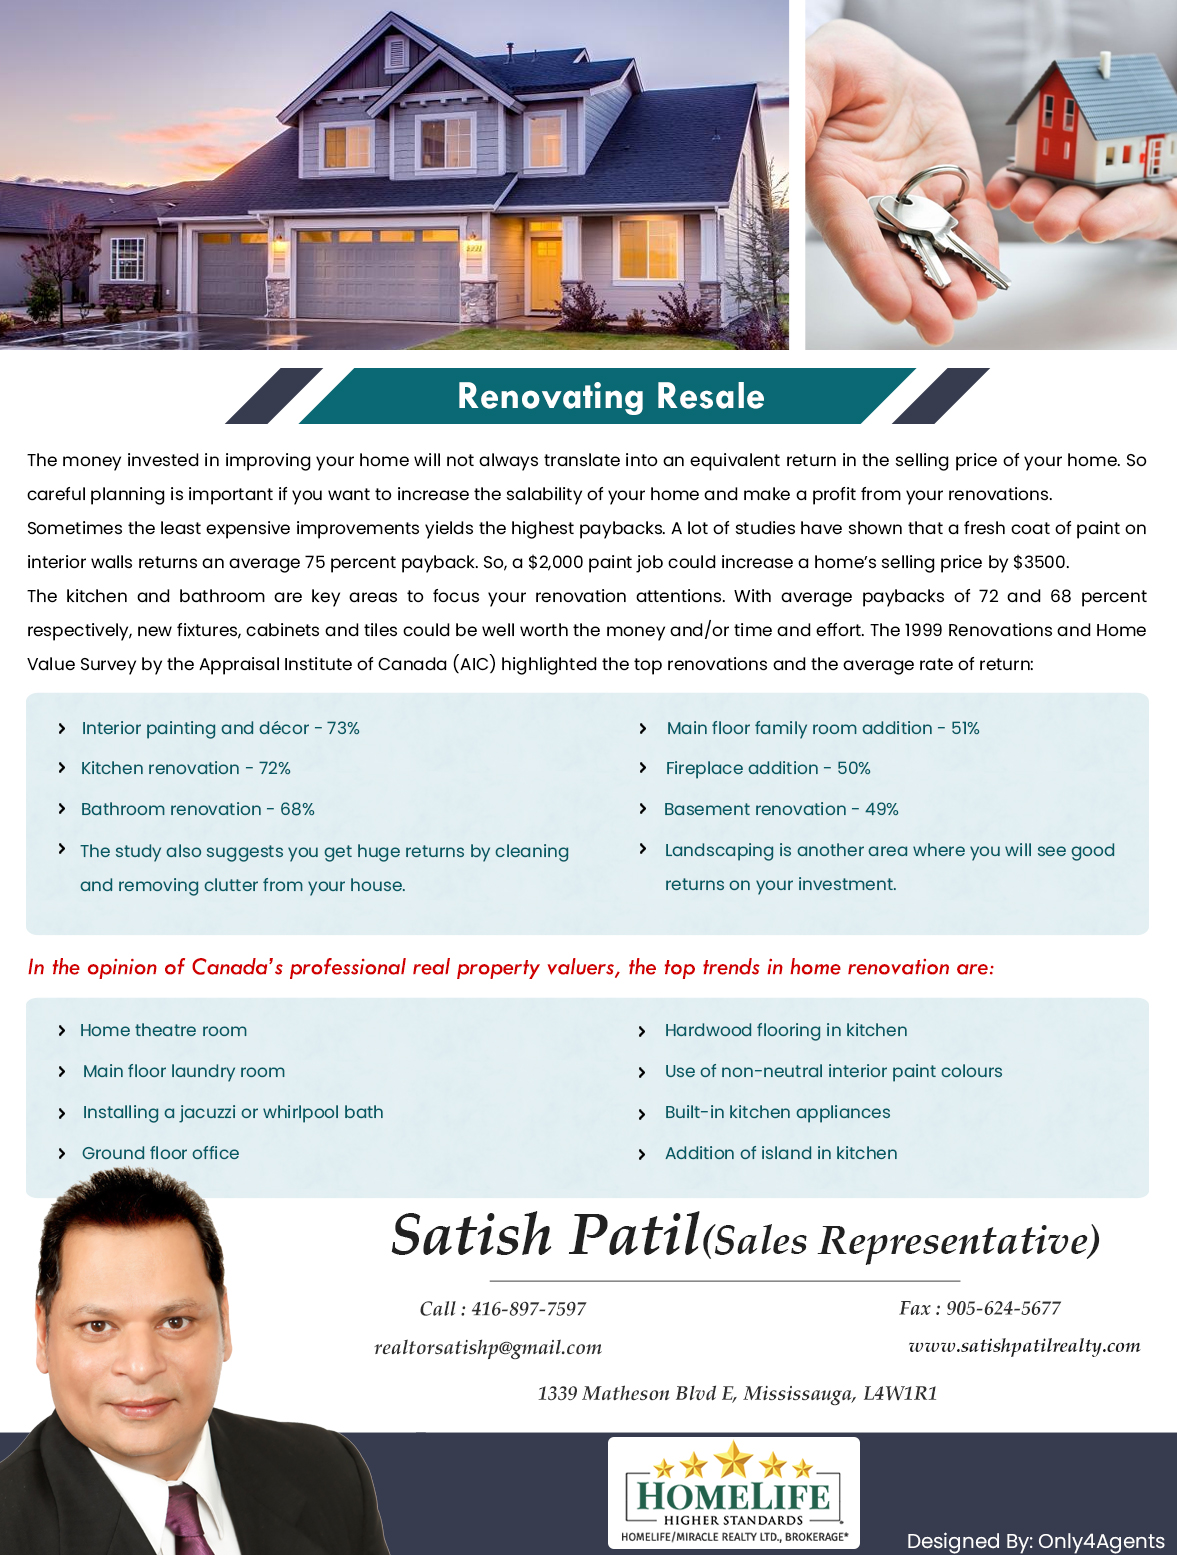 Renovating Resale
The money invested in improving your home will not always translate into an equivalent return in the selling price of your home. So
careful planning is important if you want to increase the salability of your home and make a profit from your renovations.
Sometimes the least expensive improvements yields the highest paybacks. A lot of studies have shown that a fresh coat of paint on
interior walls returns an average 75 percent payback. So, a $2,000 paint job could increase a home’s selling price by $3500.
The kitchen and bathroom are key areas to focus your renovation attentions. With average paybacks of 72 and 68 percent
respectively, new fixtures, cabinets and tiles could be well worth the money and/or time and effort. The 1999 Renovations and Home
Value Survey by the Appraisal Institute of Canada (AIC) highlighted the top renovations and the average rate of return:
Interior painting and décor - 73%
Kitchen renovation - 72%
Bathroom renovation - 68%
The study also suggests you get huge returns by cleaning
and removing clutter from your house.
Main floor family room addition - 51%
Fireplace addition - 50%
Basement renovation - 49%
Landscaping is another area where you will see good
returns on your investment.
In the opinion of Canada’s professional real property valuers, the top trends in home renovation are:
Home theatre room
Main floor laundry room
Installing a jacuzzi or whirlpool bath
Ground floor office
Hardwood flooring in kitchen
Use of non-neutral interior paint colours
Built-in kitchen appliances
Addition of island in kitchen
Satish Patil(Sales Representative)
Call : 416-897-7597
Fax : 905-624-5677
realtorsatishp@gmail.com
www.satishpatilrealty.com
1339 Matheson Blvd E, Mississauga, L4W1R1
HOMELIFE
HIGHER STANDARDS
HOMELIFE/MIRACLE REALTY LTD., BROKERAGE*
Designed By: Only4Agents